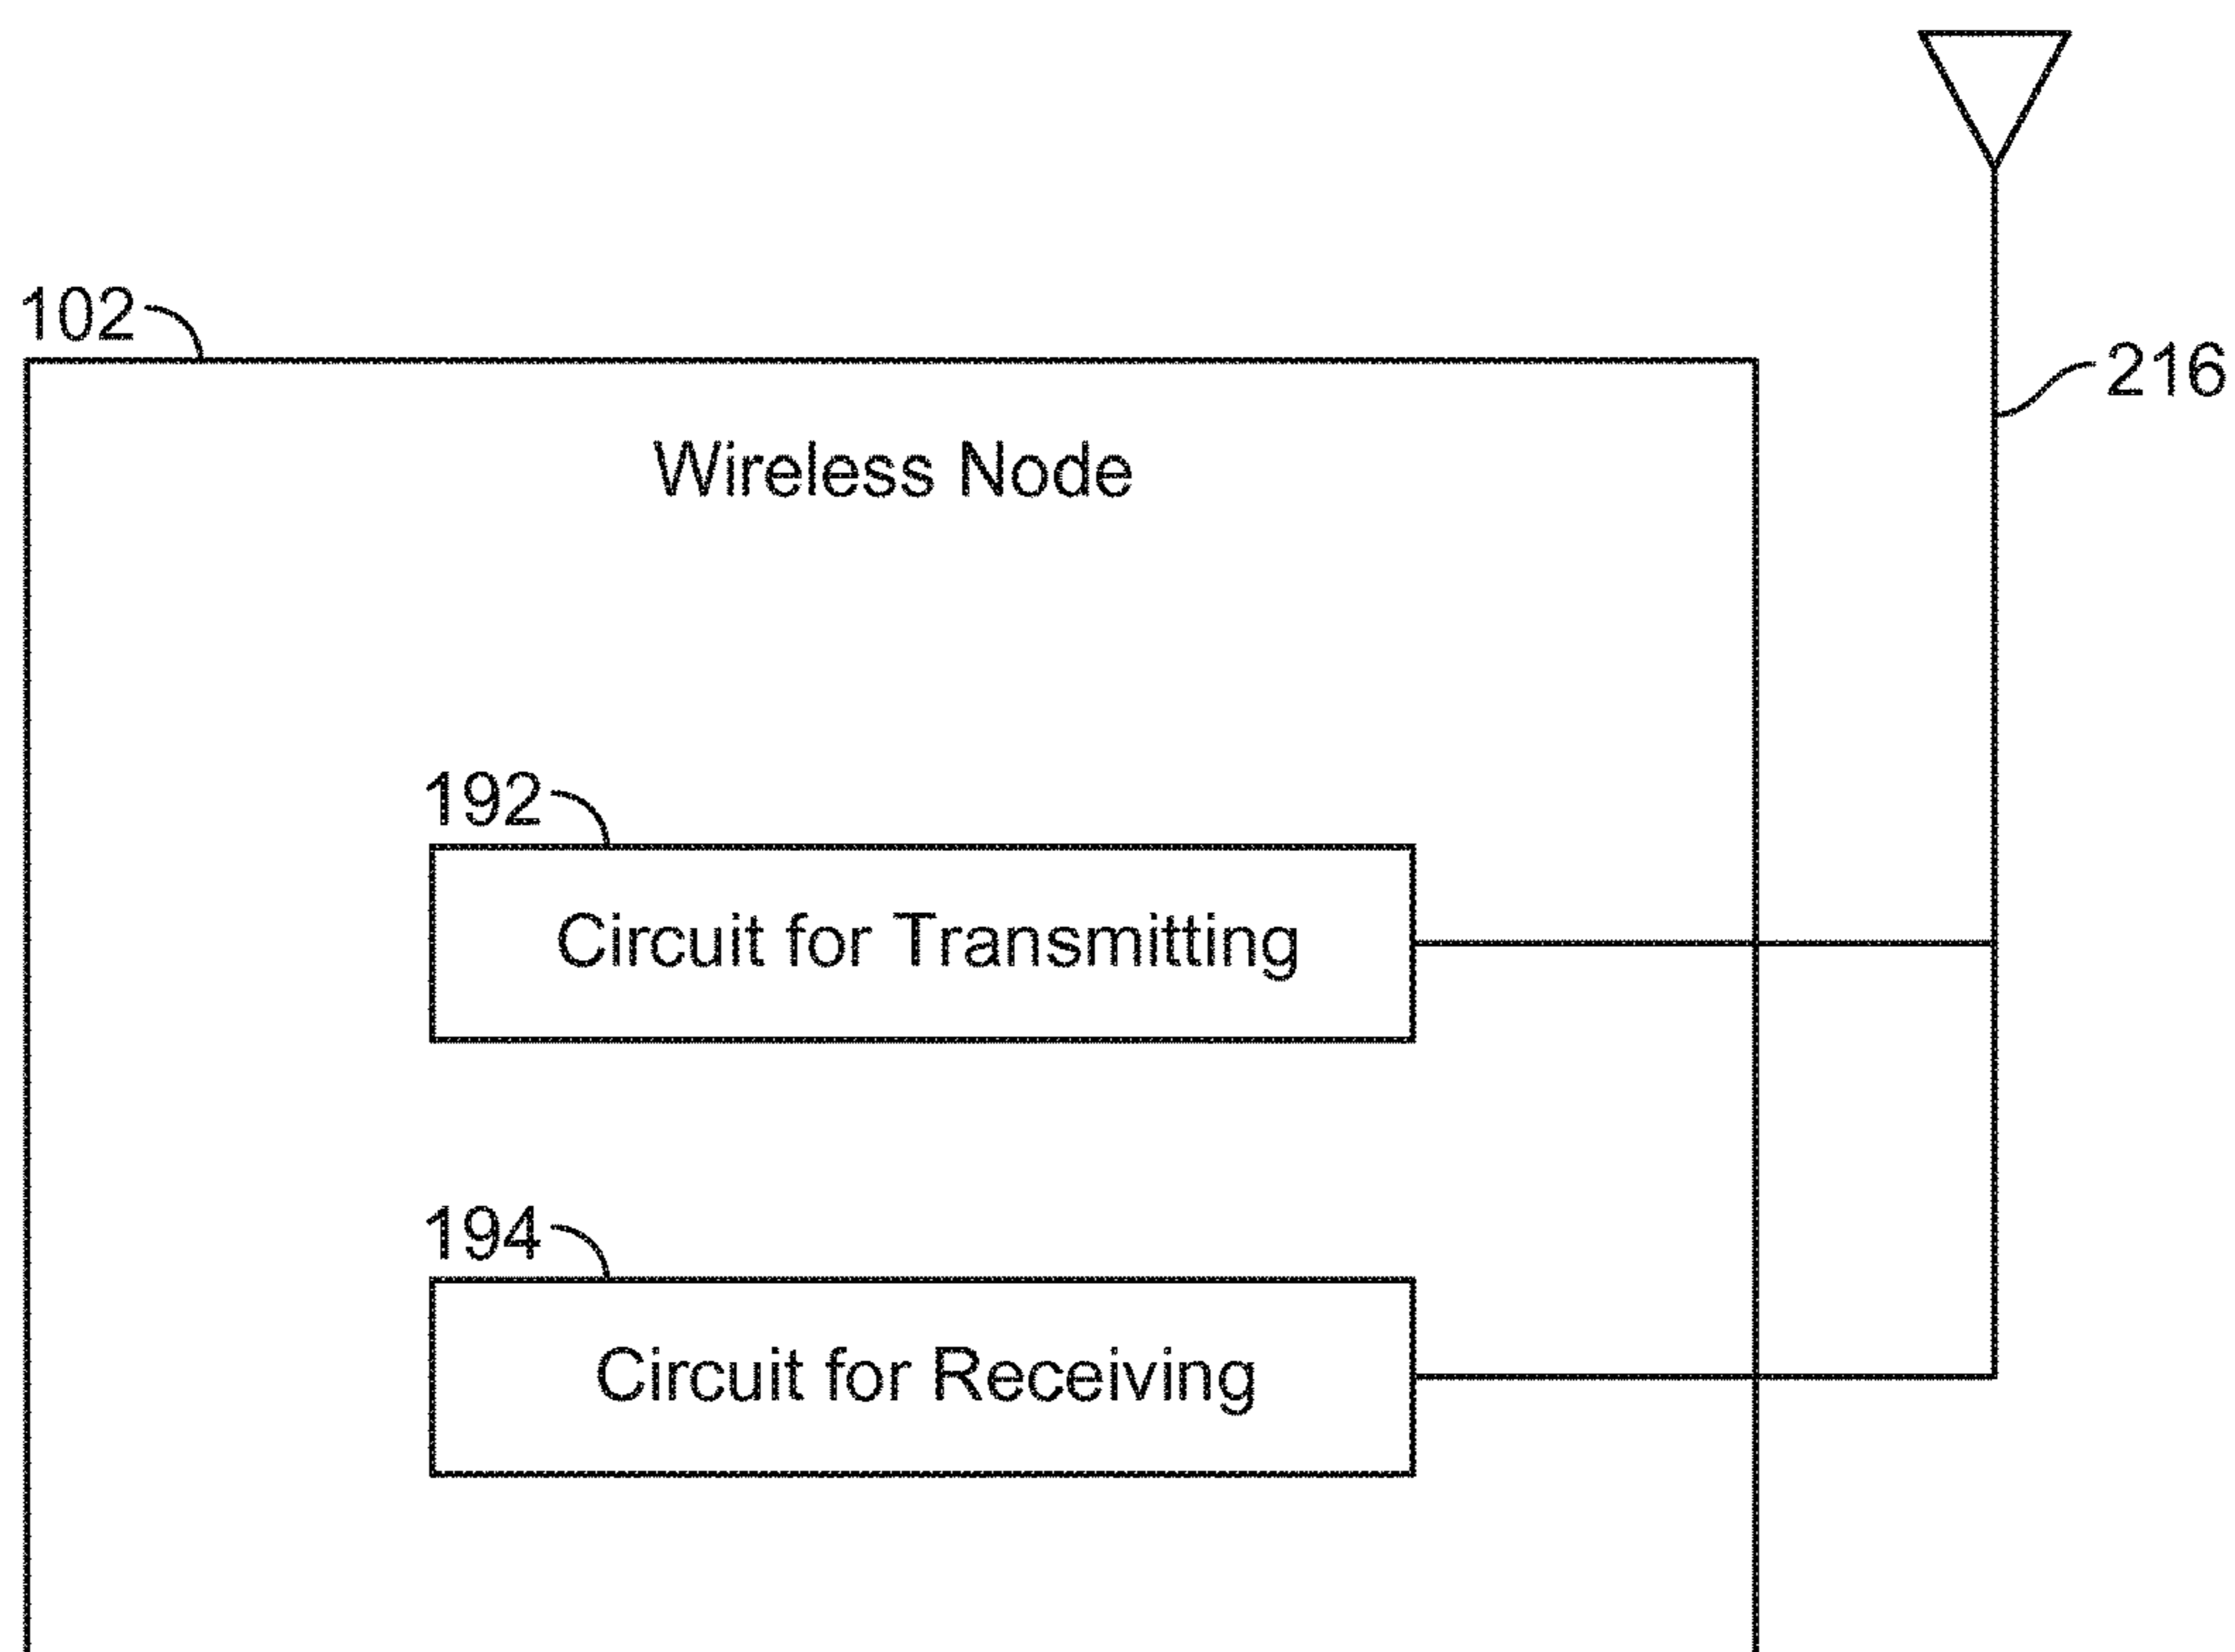 102
216
Wireless Node
192
Circuit for Transmitting
194
Circuit for Receiving